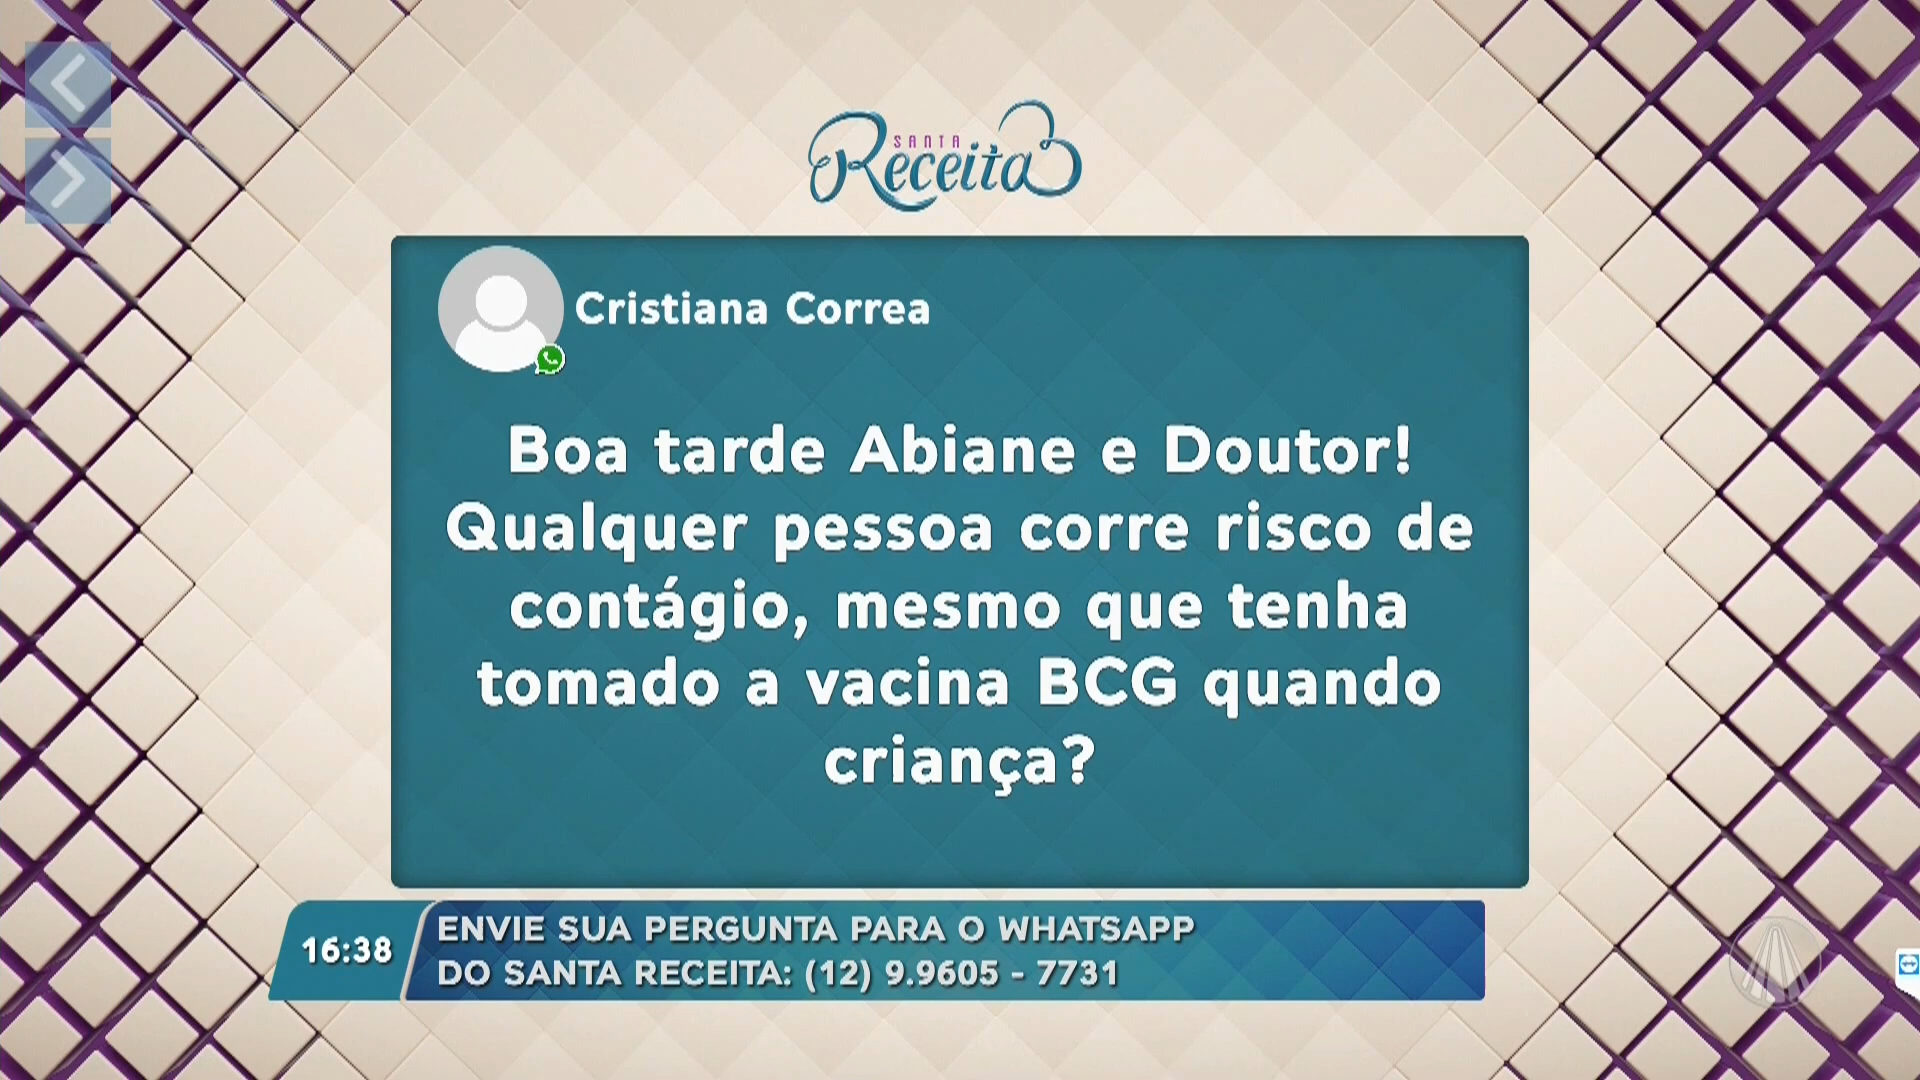 SANTA
Receita
Cristiana Correa
Boa tarde Abiane e Doutor!
Qualquer pessoa corre risco de
contágio, mesmo que tenha
tomado a vacina BCG quando
criança?
16:38
ENVIE SUA PERGUNTA PARA O WHATSAPP
DO SANTA RECEITA: (12) 9.9605 - 7731